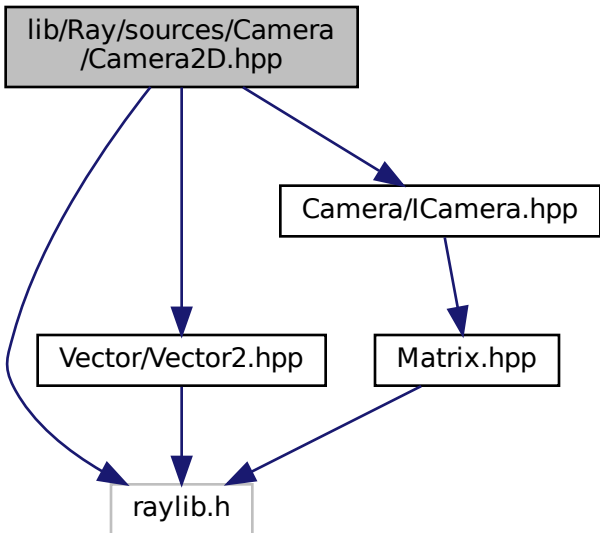 lib/Ray/sources/Camera
/Camera2D.hpp
Camera/ICamera.hpp
Vector/Vector2.hpp
Matrix.hpp
raylib.h